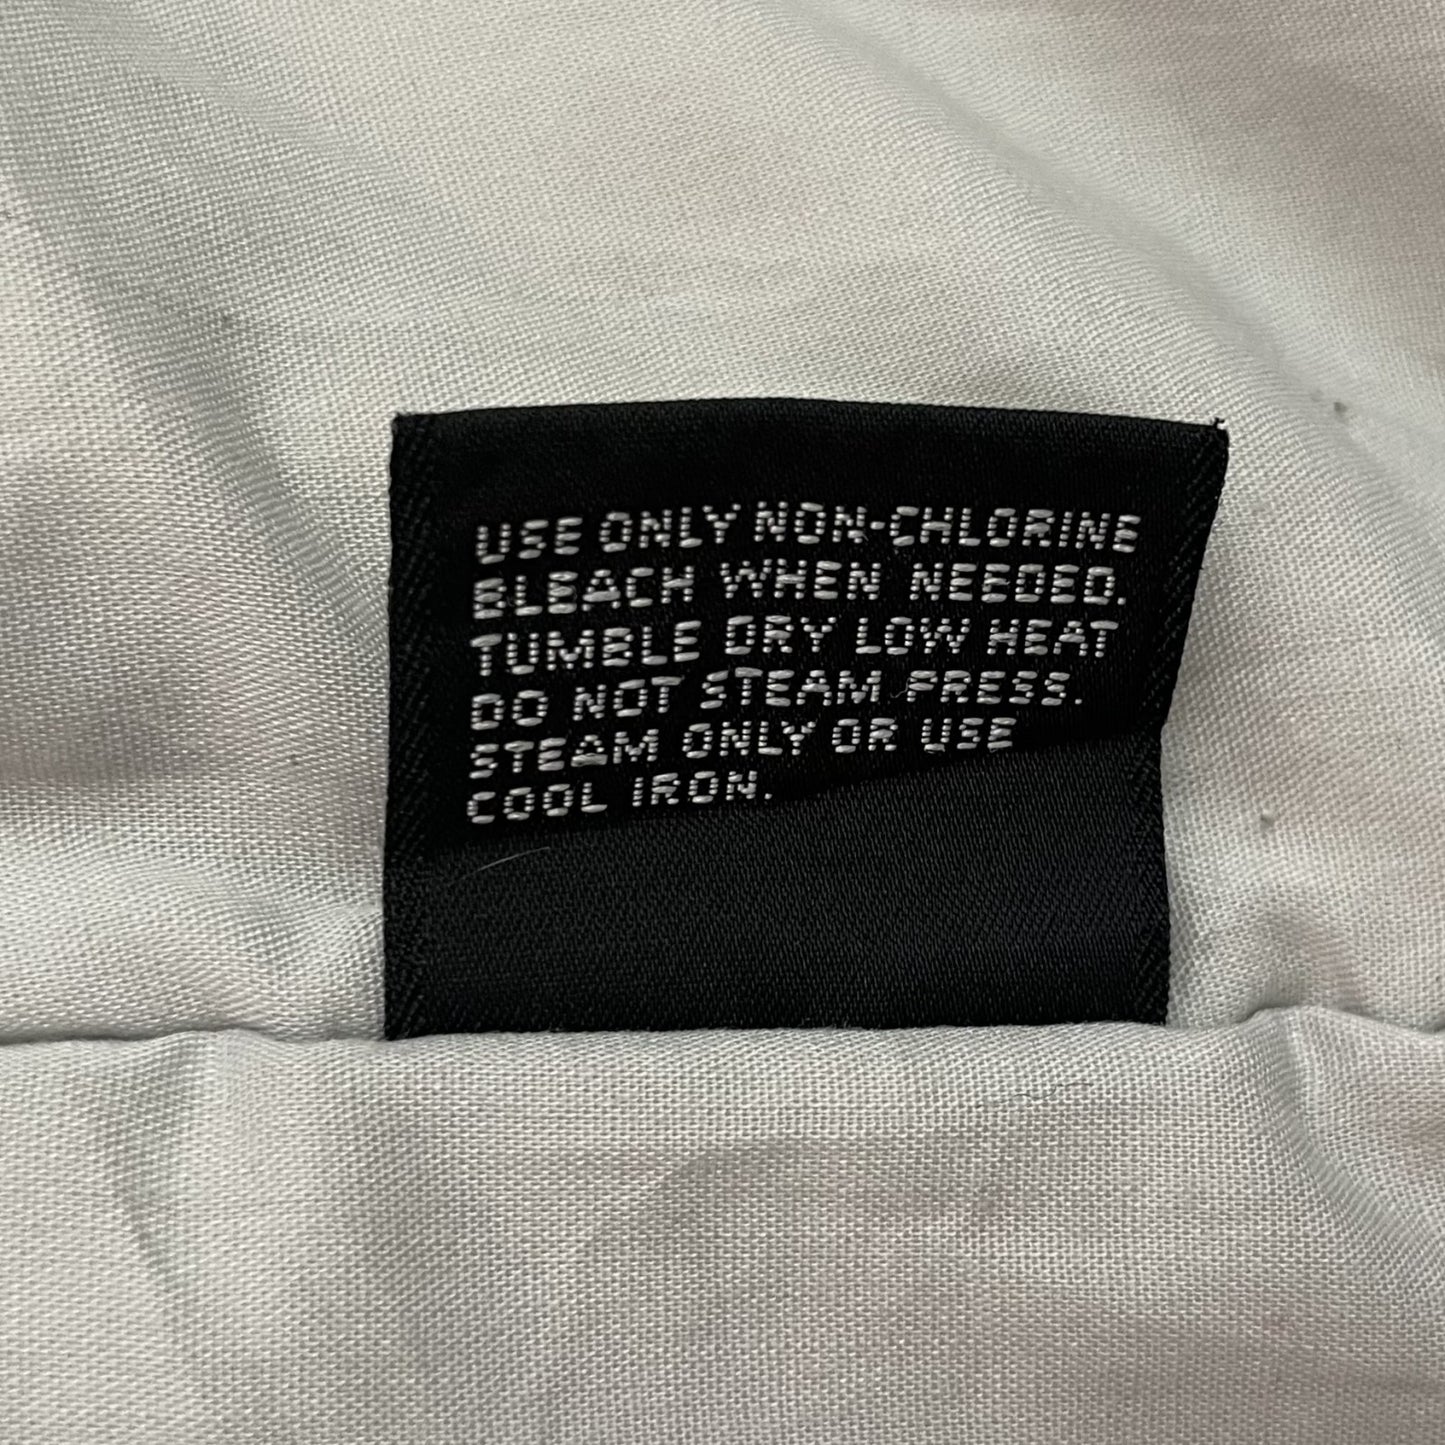 USE ONLY NON-CHLORINE
BLEACH WHEN NEEDED.
TUMBLE DRY LOW HEAT
DO NOT STEAM PRESS.
STEAM ONLY OR USE
COOL IRON.